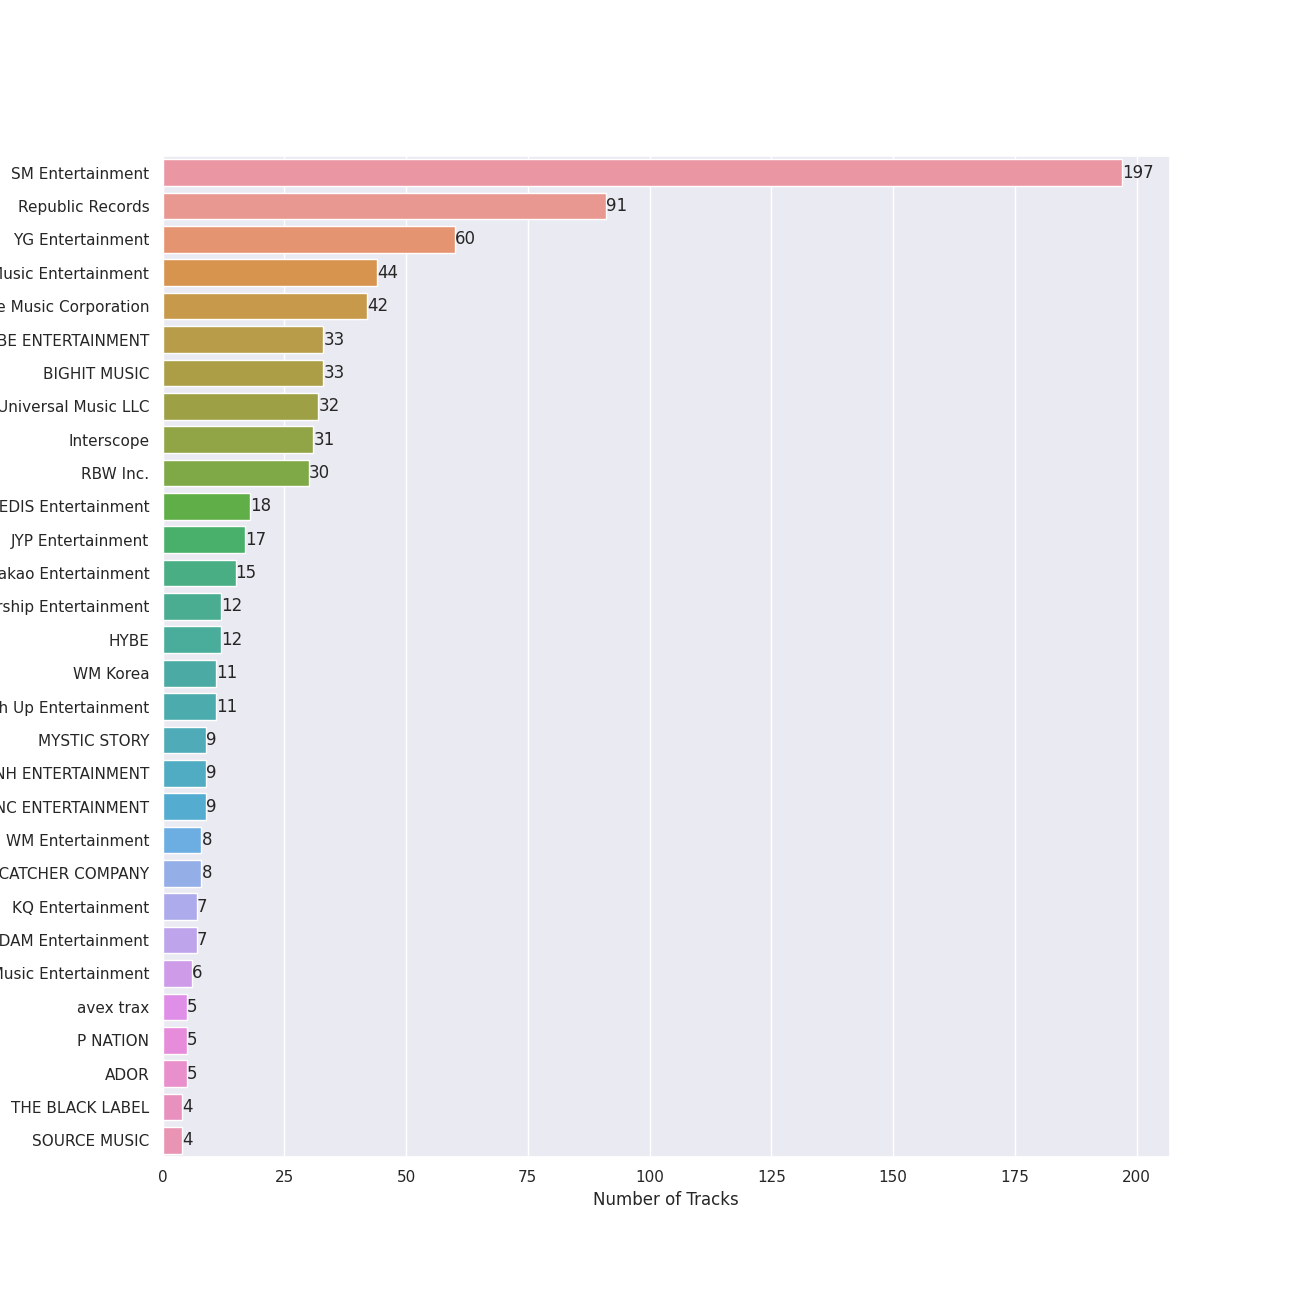 SM Entertainment 197
Republic Records 91
YG Entertainment 60
Music Entertainment 44
Music Corporation 42
ENTERTAINMENT 33
BIGHIT MUSIC 33
Universal Music LLC 32
Interscope 31
RBW Inc. 30
EDIS Entertainment 18
JYP Entertainment 17
akao Entertainment 15
rship Entertainment 12
HYBE 12
WM Korea 11
h Up Entertainment 11
MYSTIC STORY 9
NH ENTERTAINMENT 9
NC ENTERTAINMENT 9
WM Entertainment 8
CATCHER COMPANY 8
KQ Entertainment 7
DAM Entertainment 7
Music Entertainment 6
avex trax 5
P NATION 5
ADOR 5
THE BLACK LABEL 4
SOURCE MUSIC 4
0 25 50 75 100 125 150 175 200
Number of Tracks